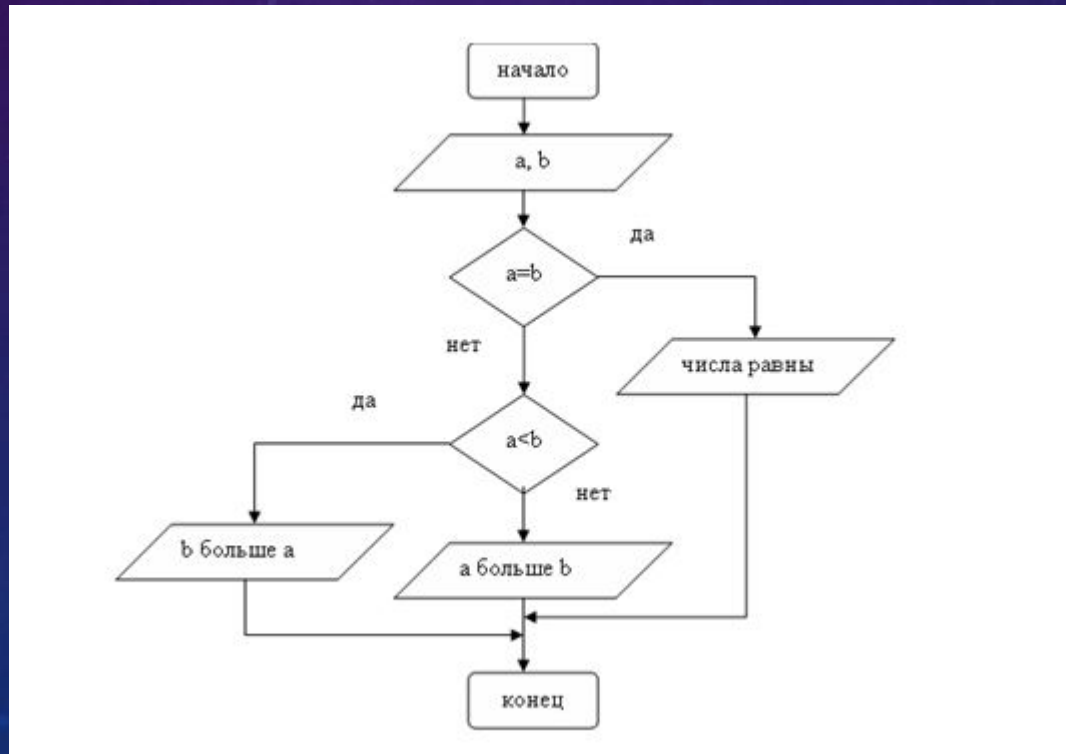 начало
a, b
да
a=b
нет
числа равны
да
a<b
нет
b больше a
a больше b
конец